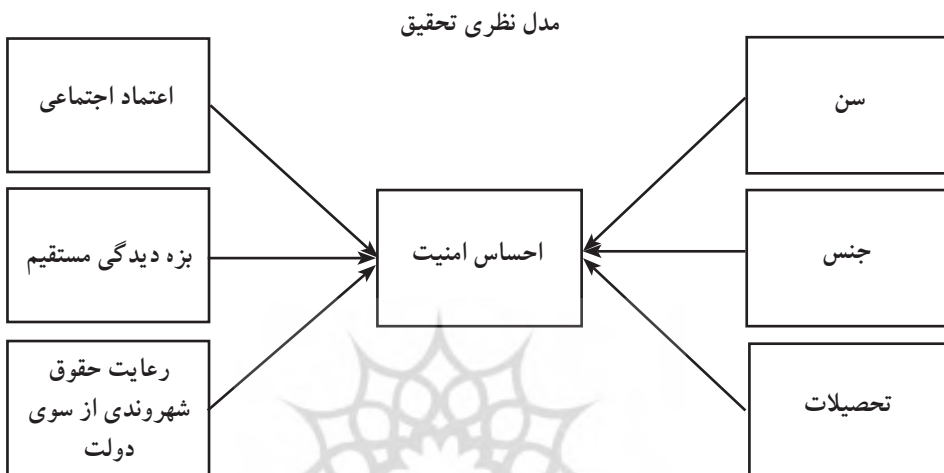 مدل نظری تحقیق
سن
اعتماد اجتماعی
احساس امنیت
جنس
بزه دیدگی مستقیم
تحصیلات
رعایت حقوق
شهروندی از سوی
دولت